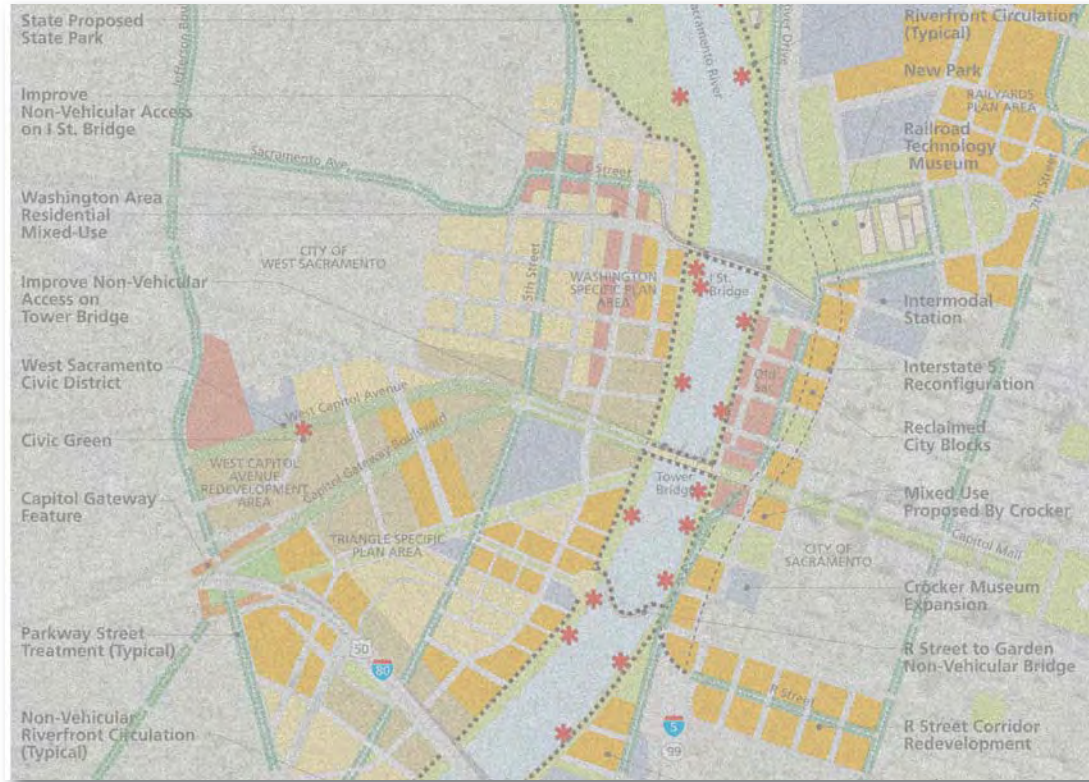 State Proposed
State Park
Improve
Non-Vehicular Access
on I St. Bridge
Washington Area
Residential
Mixed-Use
Improve Non-Vehicular
Access on
Tower Bridge
West Sacramento
Civic District
Civic Green
Capitol Gateway
Feature
Parkway Street
Treatment (Typical)
Non-Vehicular
Riverfront Circulation
(Typical)
Jefferson
Sacramento Ave.
CITY OF
WEST SACRAMENTO
5th Street
Street
WASHINGTON
SPECIFIC PLAN
AREA
Sacramento River
I St.
Bridge
Old
Sac
West Capitol Avenue
Capitol Gateway Boulevard
WEST CAPITOL
AVENUE
REDEVELOPMENT
AREA
TRIANGLE SPECIFIC
PLAN AREA
Tower
Bridge
50
80
5
99
R Street
CITY OF
SACRAMENTO
Capitol Mall
7th Street
RAILYARDS
PLAN AREA
Drive
Riverfront Circulation
(Typical)
New Park
Railroad
Technology
Museum
Intermodal
Station
Interstate 5
Reconfiguration
Reclaimed
City Blocks
Mixed Use
Proposed By Crocker
Crocker Museum
Expansion
R Street to Garden
Non-Vehicular Bridge
R Street Corridor
Redevelopment